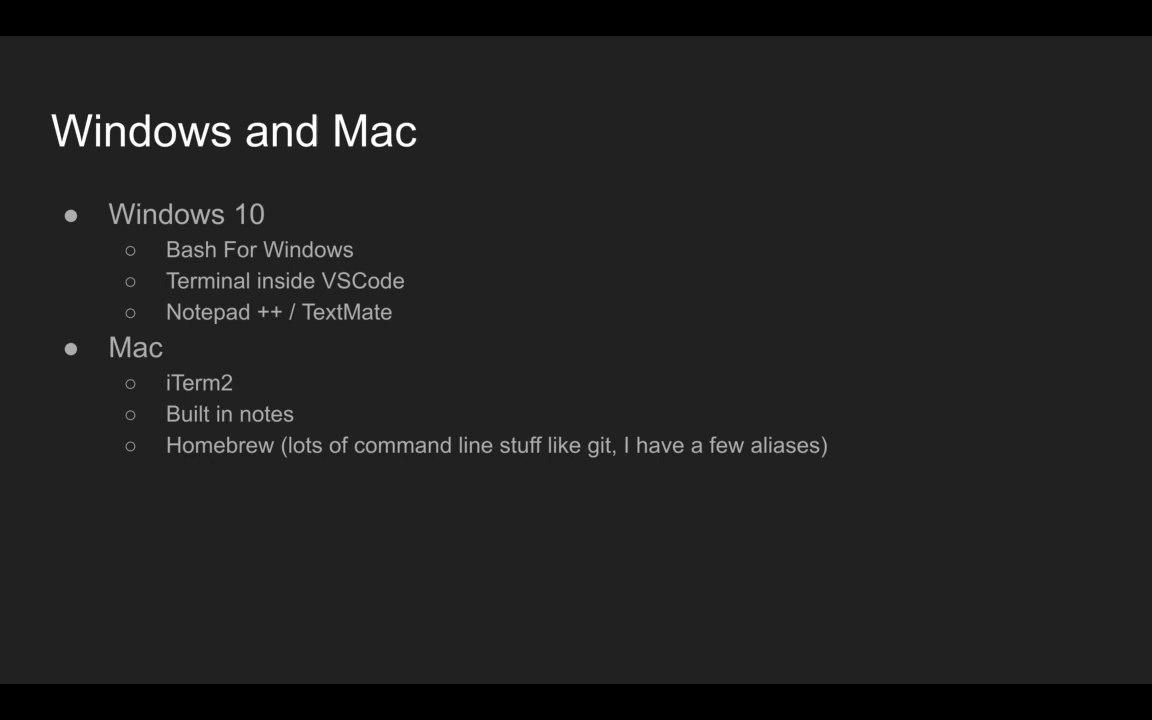 Windows and Mac
● Windows 10
○ Bash For Windows
○ Terminal inside VSCode
○ Notepad ++ / TextMate
● Mac
○ iTerm2
○ Built in notes
○ Homebrew (lots of command line stuff like git, I have a few aliases)